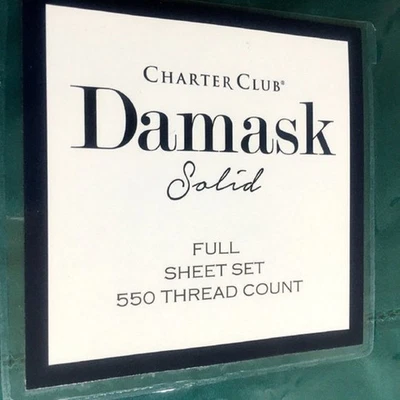 CHARTER CLUB®
Damask
Solid
FULL
SHEET SET
550 THREAD COUNT